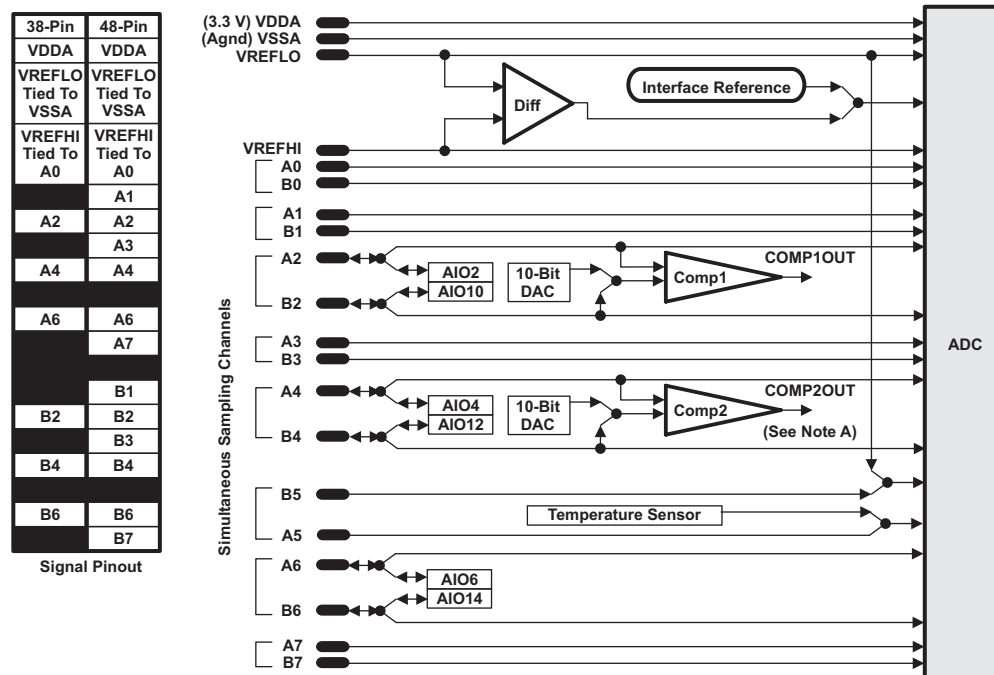 38-Pin 48-Pin
VDDA VDDA
VREFLO VREFLO
Tied To Tied To
VSSA VSSA
VREFHI VREFHI
Tied To Tied To
A0 A0
A1
A2 A2
A3
A4 A4
A6 A6
A7
B1
B2 B2
B3
B4 B4
B6 B6
B7
Signal Pinout
Simultaneous Sampling Channels
(3.3 V) VDDA
(Agnd) VSSA
VREFLO
Interface Reference
Diff
VREFHI
A0
B0
A1
B1
A2
AIO2
AIO10
B2
10-Bit
DAC
Comp1
COMP1OUT
A3
B3
ADC
A4
AIO4
AIO12
B4
10-Bit
DAC
Comp2
COMP2OUT
(See Note A)
B5
Temperature Sensor
A5
A6
AIO6
AIO14
B6
A7
B7